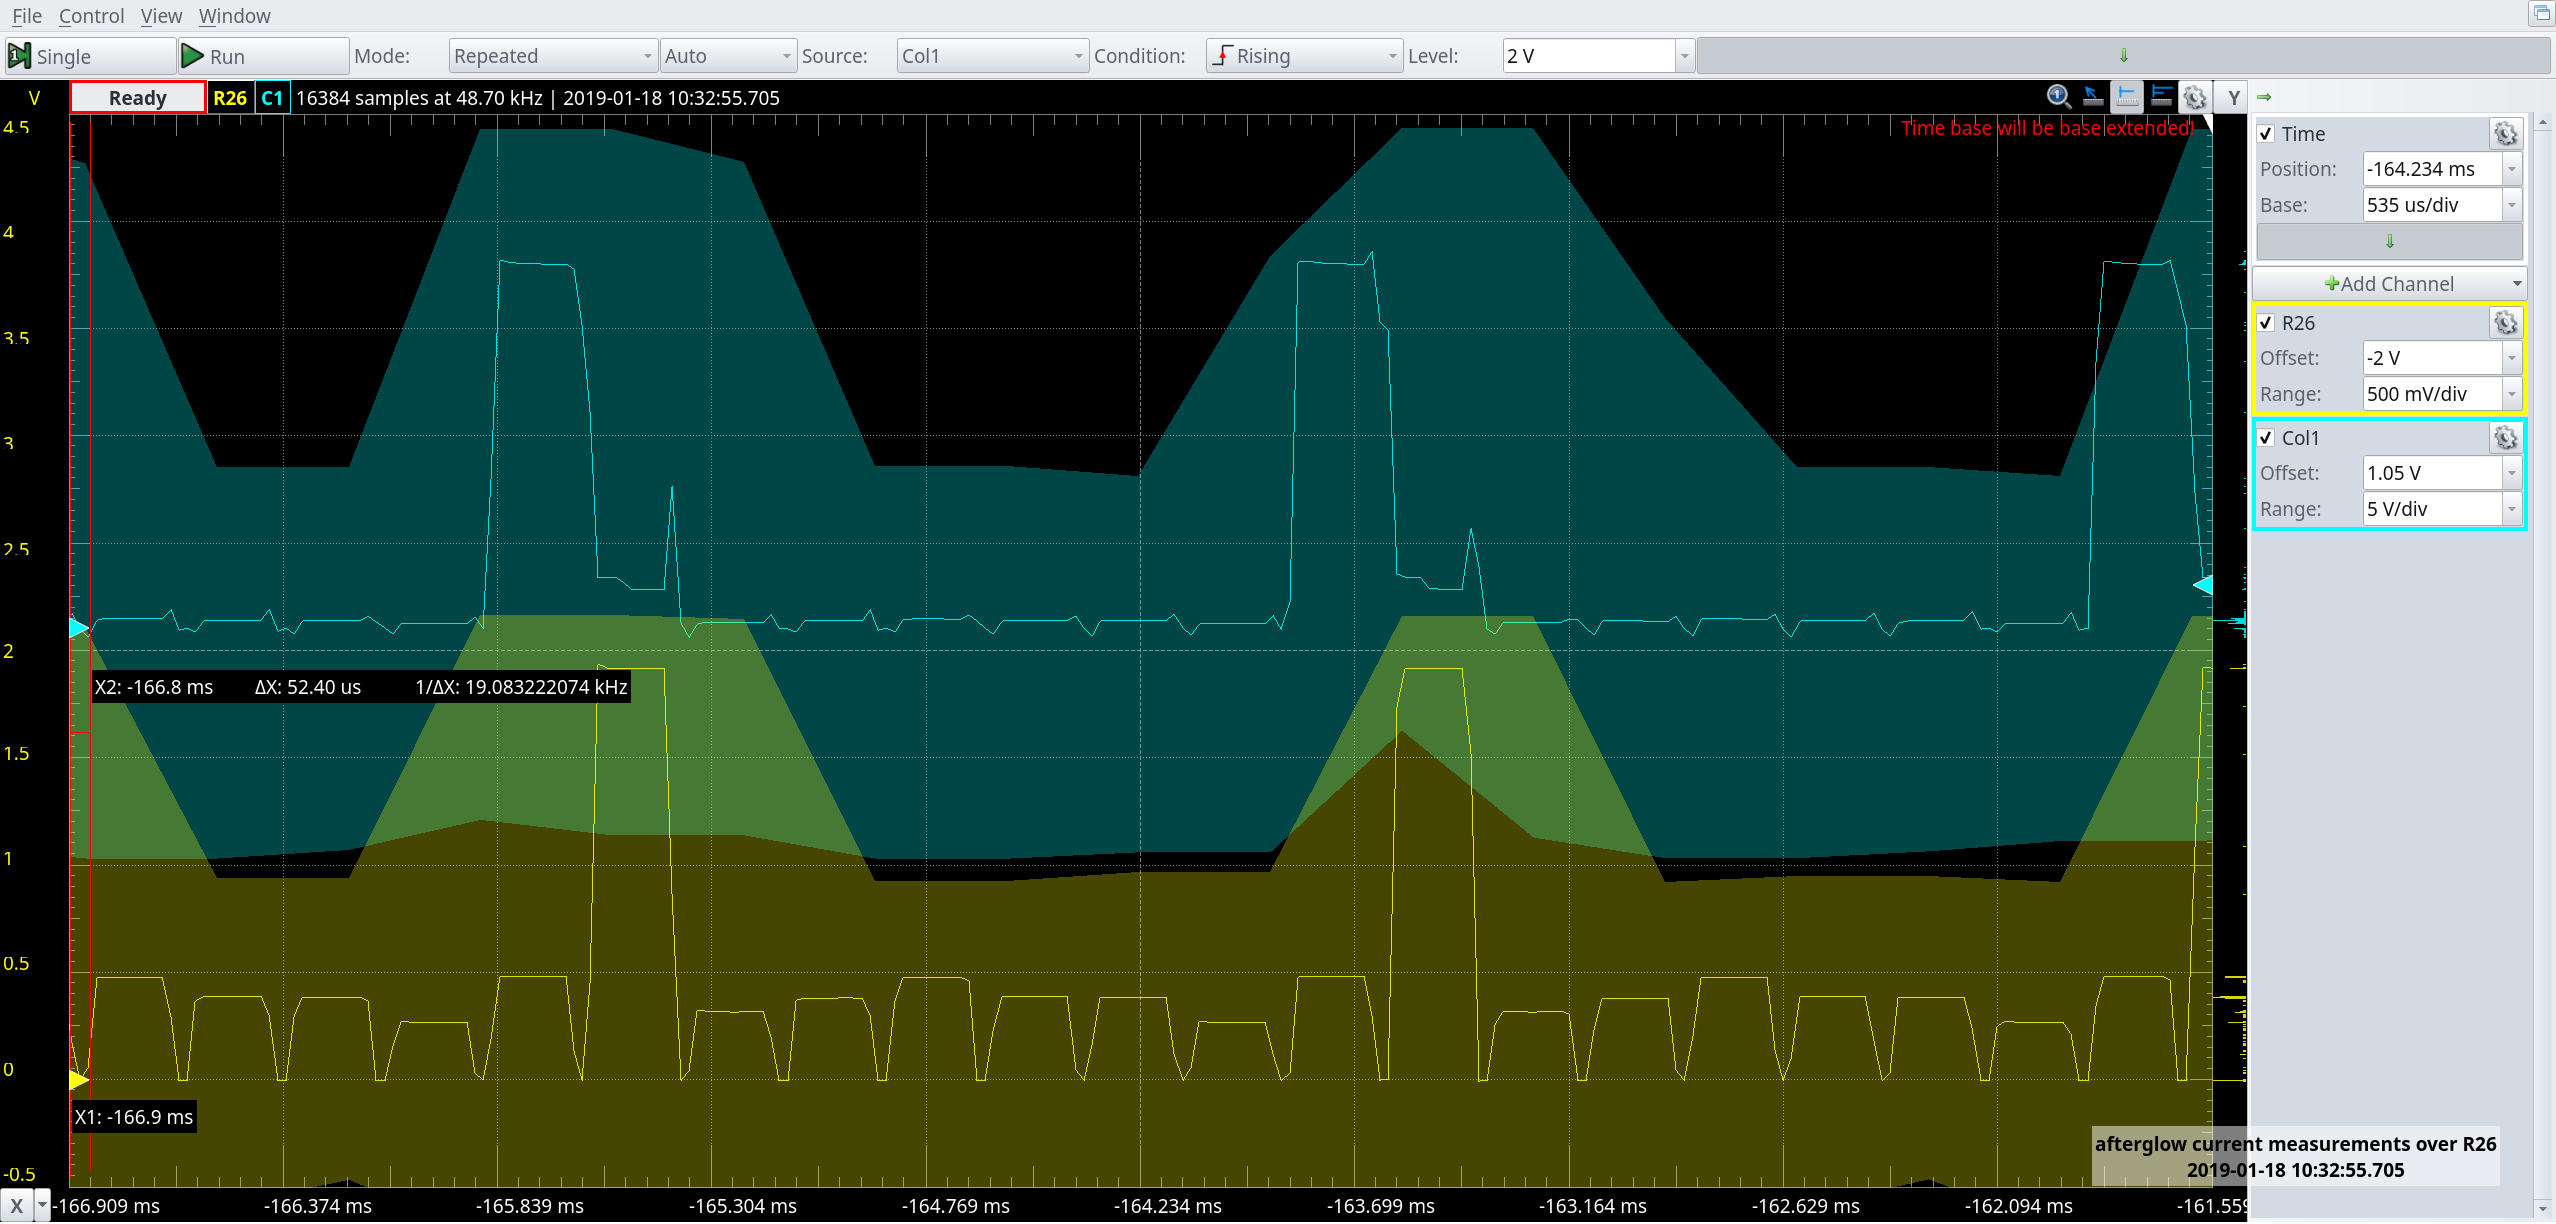 File Control View Window
Single Run Mode: Repeated Auto Source: Col1 Condition: Rising Level: 2 V
V Ready R26 C1 16384 samples at 48.70 kHz | 2019-01-18 10:32:55.705 Y
Time base will be base extended!
4.5
4
3.5
3
2.5
2
1.5
1
0.5
0
-0.5
X2: -166.8 ms ΔX: 52.40 us 1/ΔX: 19.083222074 kHz
X1: -166.9 ms
afterglow current measurements over R26
2019-01-18 10:32:55.705
X -166.909 ms -166.374 ms -165.839 ms -165.304 ms -164.769 ms -164.234 ms -163.699 ms -163.164 ms -162.629 ms -162.094 ms -161.559
Time
Position: -164.234 ms
Base: 535 us/div
Add Channel
R26
Offset: -2 V
Range: 500 mV/div
Col1
Offset: 1.05 V
Range: 5 V/div